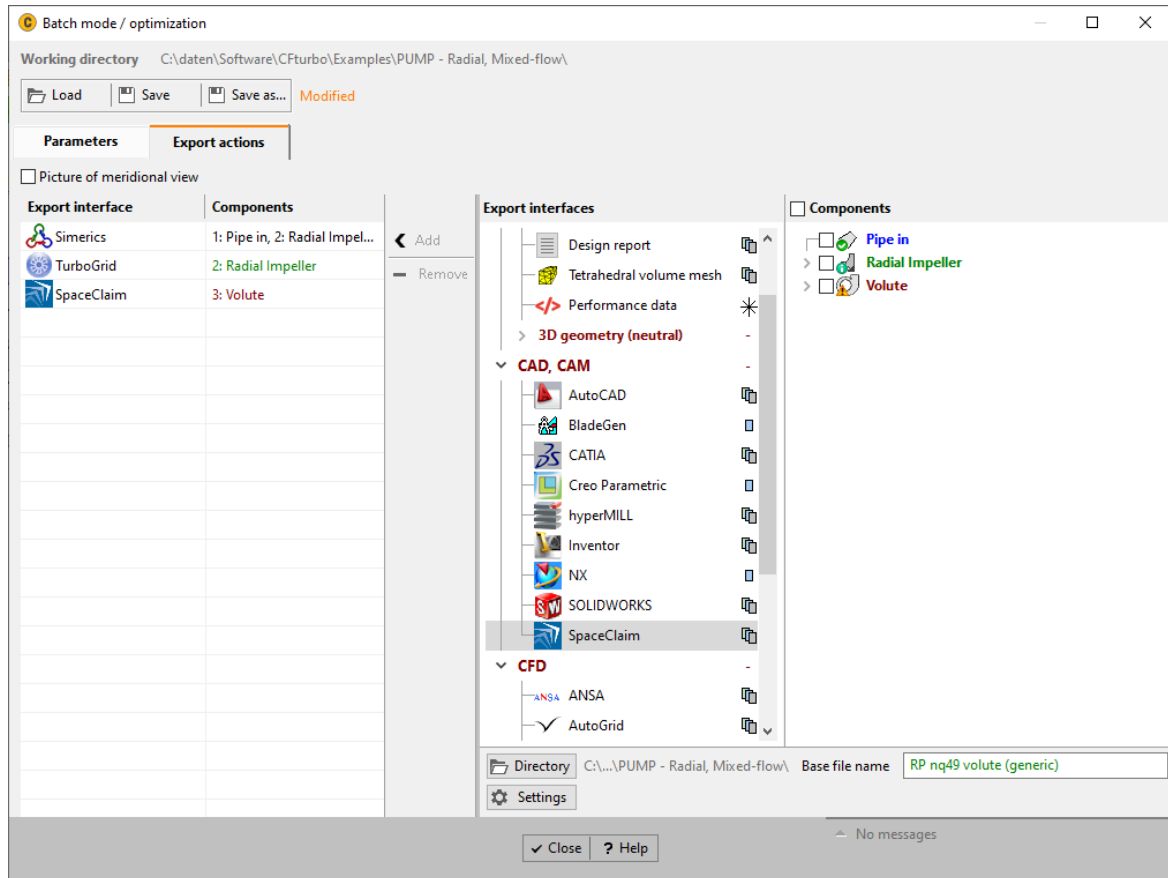 Batch mode / optimization
Working directory C:\daten\Software\CFturbo\Examples\PUMP - Radial, Mixed-flow\
Load Save Save as... Modified
Parameters Export actions
Picture of meridional view
Export interface Components
Simerics 1: Pipe in, 2: Radial Impel...
TurboGrid 2: Radial Impeller
SpaceClaim 3: Volute
Add
Remove
Export interfaces
Design report
Tetrahedral volume mesh
</> Performance data
3D geometry (neutral) -
CAD, CAM -
AutoCAD
BladeGen
CATIA
Creo Parametric
hyperMILL
Inventor
NX
SOLIDWORKS
SpaceClaim
CFD -
ANSA ANSA
AutoGrid
Components
Pipe in
Radial Impeller
Volute
Directory C:\...\PUMP - Radial, Mixed-flow\ Base file name RP nq49 volute (generic)
Settings
No messages
Close ? Help